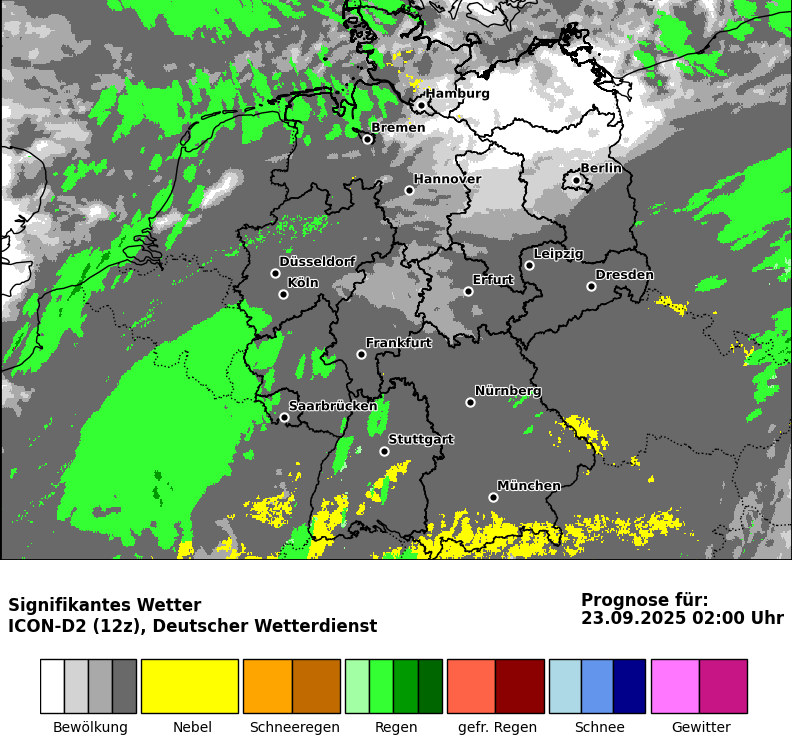 Hamburg
Bremen
Berlin
Hannover
Leipzig
Düsseldorf
Dresden
Köln
Erfurt
Frankfurt
Nürnberg
Saarbrücken
Stuttgart
München
Signifikantes Wetter
ICON-D2 (12z), Deutscher Wetterdienst
Prognose für:
23.09.2025 02:00 Uhr
Bewölkung Nebel Schneeregen Regen gefr. Regen Schnee Gewitter